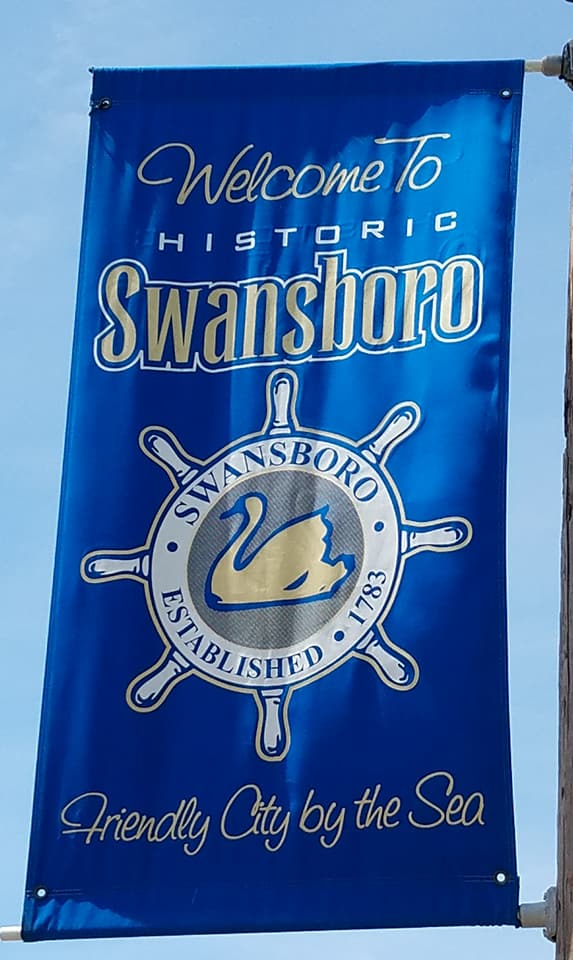 Welcome To
HISTORIC
Swansboro
SWANSBORO
ESTABLISHED • 1783
Friendly City by the Sea